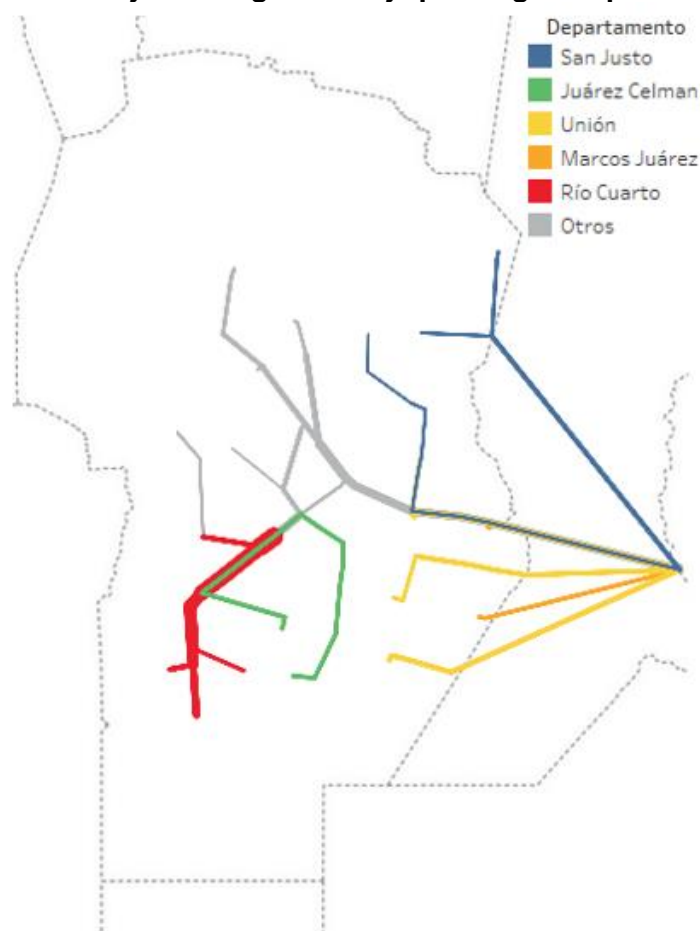 Departamento
San Justo
Juárez Celman
Unión
Marcos Juárez
Río Cuarto
Otros